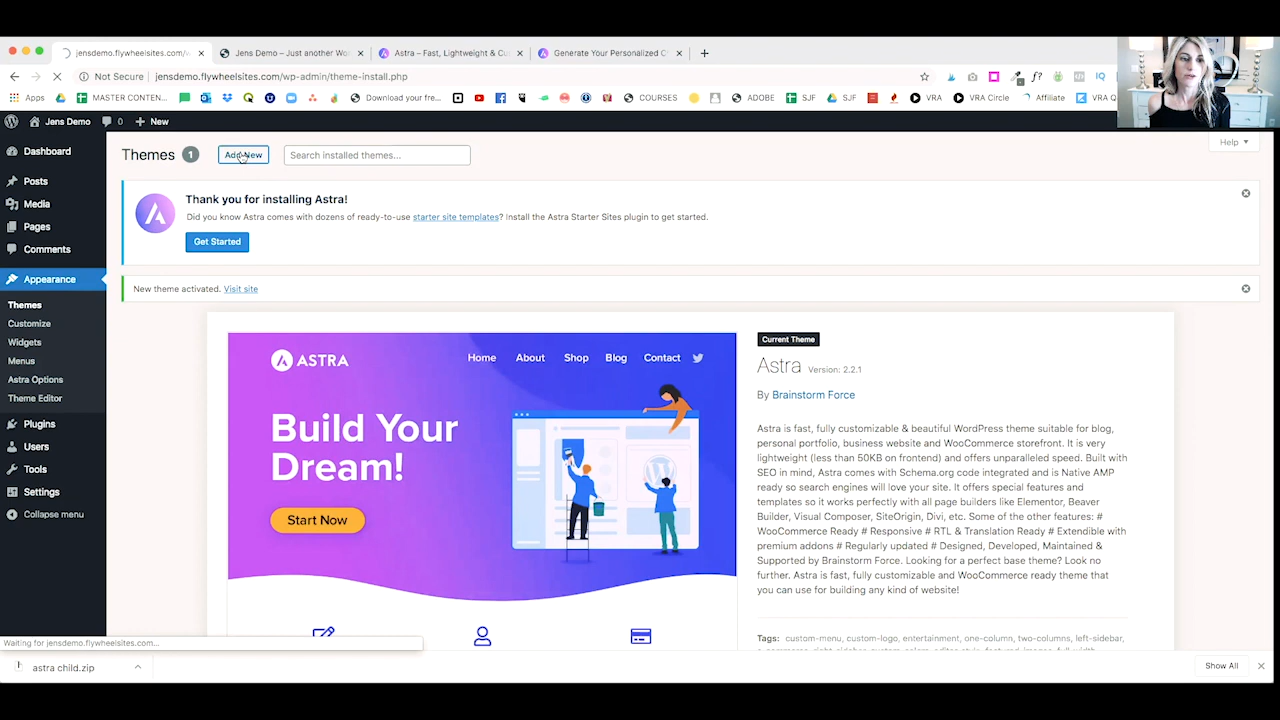 jensdemo.flywheelsites.com/w
Jens Demo – Just another Wo
Astra – Fast, Lightweight & Cu
Generate Your Personalized C
Not Secure
jensdemo.flywheelsites.com/wp-admin/theme-install.php
f?
IQ
Apps
MASTER CONTEN...
Download your fre...
COURSES
ADOBE
SJF
SJF
VRA
VRA Circle
Affiliate
VRA Q
Jens Demo
0
New
Dashboard
Posts
Media
Pages
Comments
Appearance
Themes
Customize
Widgets
Menus
Astra Options
Theme Editor
Plugins
Users
Tools
Settings
Collapse menu
Themes 1
Add New
Search installed themes...
Help
Thank you for installing Astra!
Did you know Astra comes with dozens of ready-to-use starter site templates? Install the Astra Starter Sites plugin to get started.
Get Started
New theme activated. Visit site
ASTRA
Home About Shop Blog Contact
Build Your
Dream!
Start Now
Current Theme
Astra Version: 2.2.1
By Brainstorm Force
Astra is fast, fully customizable & beautiful WordPress theme suitable for blog,
personal portfolio, business website and WooCommerce storefront. It is very
lightweight (less than 50KB on frontend) and offers unparalleled speed. Built with
SEO in mind, Astra comes with Schema.org code integrated and is Native AMP
ready so search engines will love your site. It offers special features and
templates so it works perfectly with all page builders like Elementor, Beaver
Builder, Visual Composer, SiteOrigin, Divi, etc. Some of the other features: #
WooCommerce Ready # Responsive # RTL & Translation Ready # Extendible with
premium addons # Regularly updated # Designed, Developed, Maintained &
Supported by Brainstorm Force. Looking for a perfect base theme? Look no
further. Astra is fast, fully customizable and WooCommerce ready theme that
you can use for building any kind of website!
Tags: custom-menu, custom-logo, entertainment, one-column, two-columns, left-sidebar,
Waiting for jensdemo.flywheelsites.com...
astra child.zip
Show All